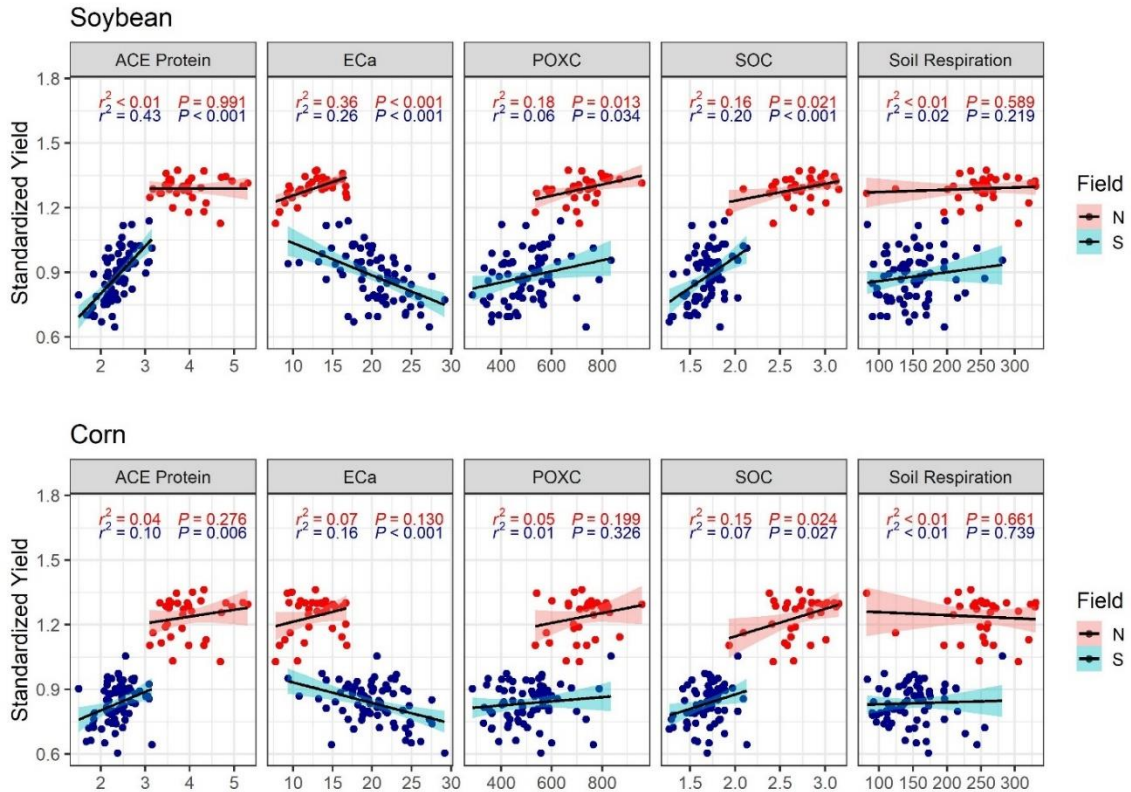 Soybean
ACE Protein ECa POXC SOC Soil Respiration
r² < 0.01 P = 0.991 r² = 0.36 P < 0.001 r² = 0.18 P = 0.013 r² = 0.16 P = 0.021 r² < 0.01 P = 0.589
r² = 0.43 P < 0.001 r² = 0.26 P < 0.001 r² = 0.06 P = 0.034 r² = 0.20 P < 0.001 r² = 0.02 P = 0.219
Standardized Yield
1.8
1.5
1.2
0.9
0.6
2 3 4 5 10 15 20 25 30 400 600 800 1.5 2.0 2.5 3.0 100 150 200 250 300
Field
N
S
Corn
ACE Protein ECa POXC SOC Soil Respiration
r² = 0.04 P = 0.276 r² = 0.07 P = 0.130 r² = 0.05 P = 0.199 r² = 0.15 P = 0.024 r² < 0.01 P = 0.661
r² = 0.10 P = 0.006 r² = 0.16 P < 0.001 r² = 0.01 P = 0.326 r² = 0.07 P = 0.027 r² < 0.01 P = 0.739
Standardized Yield
1.8
1.5
1.2
0.9
0.6
2 3 4 5 10 15 20 25 30 400 600 800 1.5 2.0 2.5 3.0 100 150 200 250 300
Field
N
S